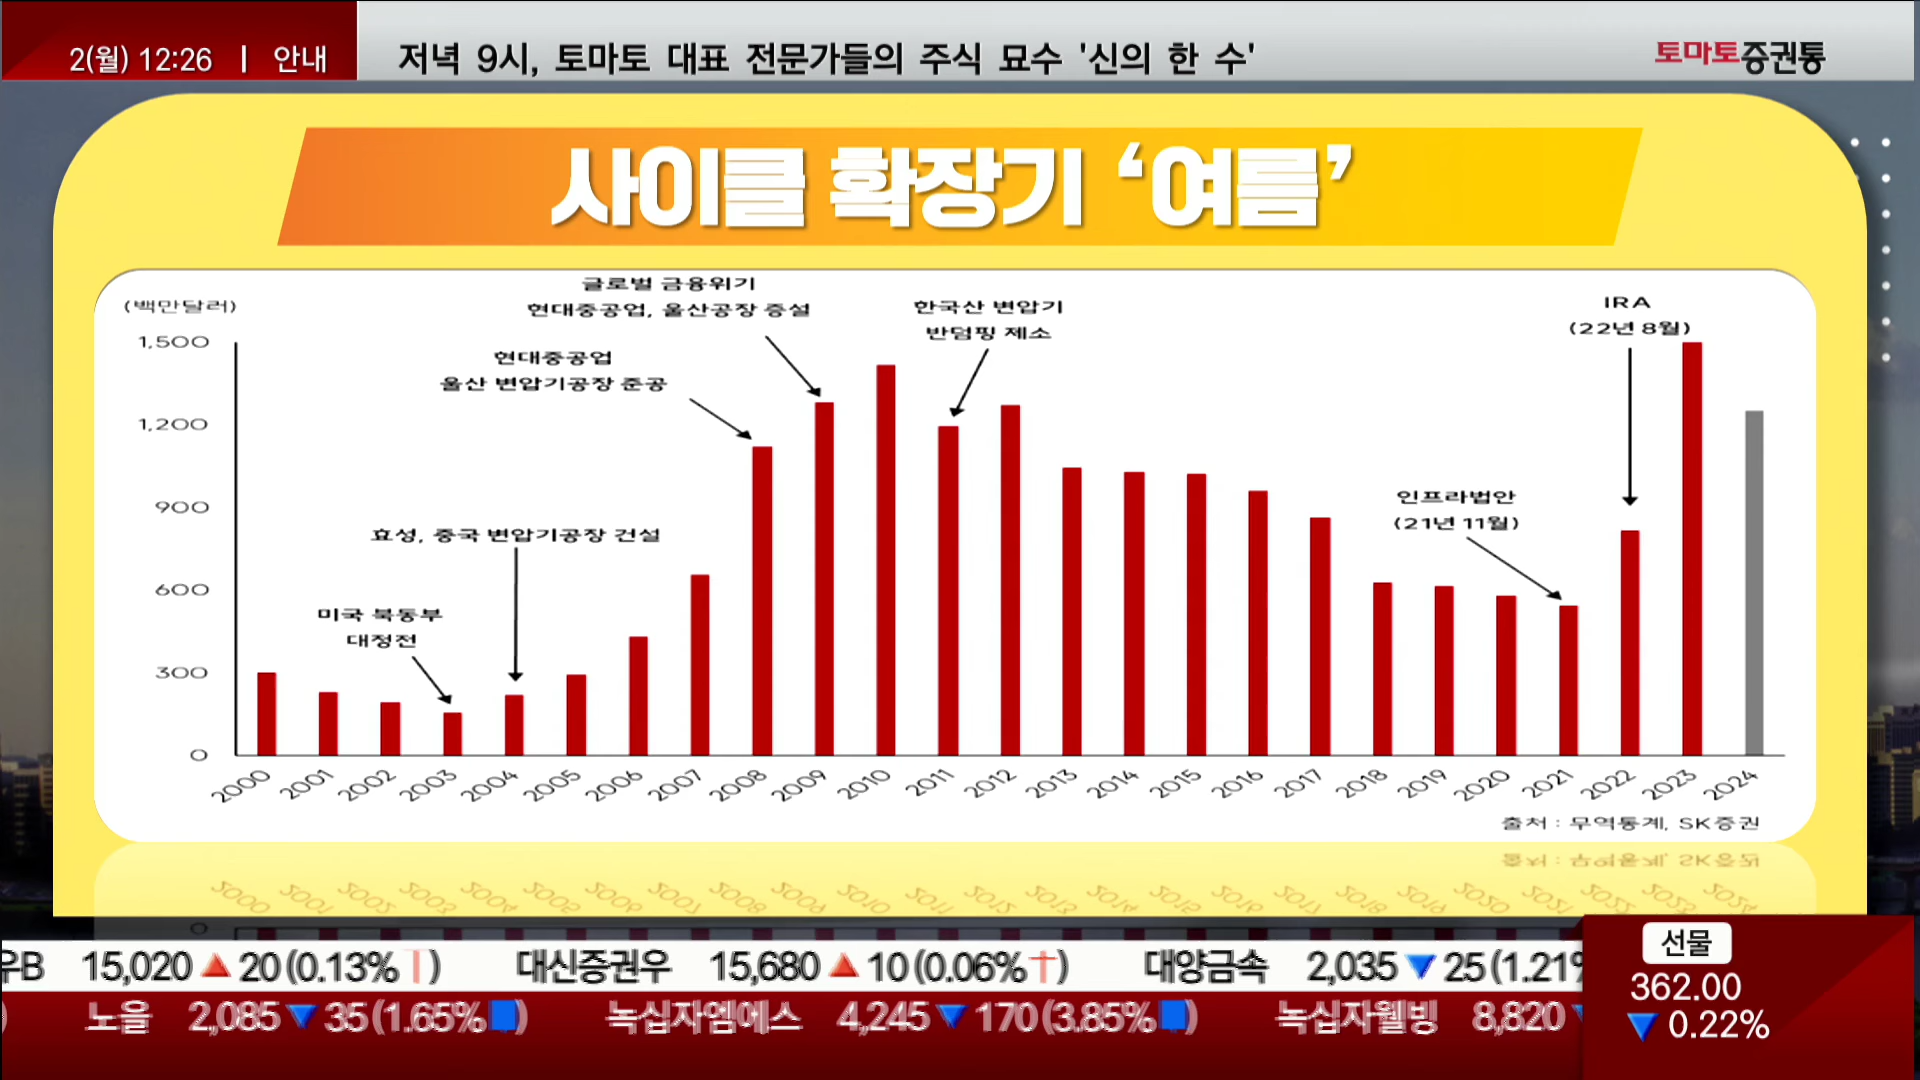 2(월) 12:26 | 안내 저녁 9시, 토마토 대표 전문가들의 주식 묘수 '신의 한 수' 토마토증권통
사이클 확장기 ‘여름’
(백만달러)
글로벌 금융위기
현대중공업, 울산공장 증설
한국산 변압기
반덤핑 제소
IRA
(22년 8월)
현대중공업
울산 변압기공장 준공
인프라법안
(21년 11월)
효성, 중국 변압기공장 건설
미국 북동부
대정전
1,500
1,200
900
600
300
0
2000 2001 2002 2003 2004 2005 2006 2007 2008 2009 2010 2011 2012 2013 2014 2015 2016 2017 2018 2019 2020 2021 2022 2023 2024
출처 : 무역통계, SK증권
우B 15,020 ▲ 20 (0.13%↑) 대신증권우 15,680 ▲ 10 (0.06%↑) 대양금속 2,035 ▼ 25 (1.21%
) 노을 2,085 ▼ 35 (1.65%) 녹십자엠에스 4,245 ▼ 170 (3.85%) 녹십자웰빙 8,820 ▼
선물
362.00
▼ 0.22%